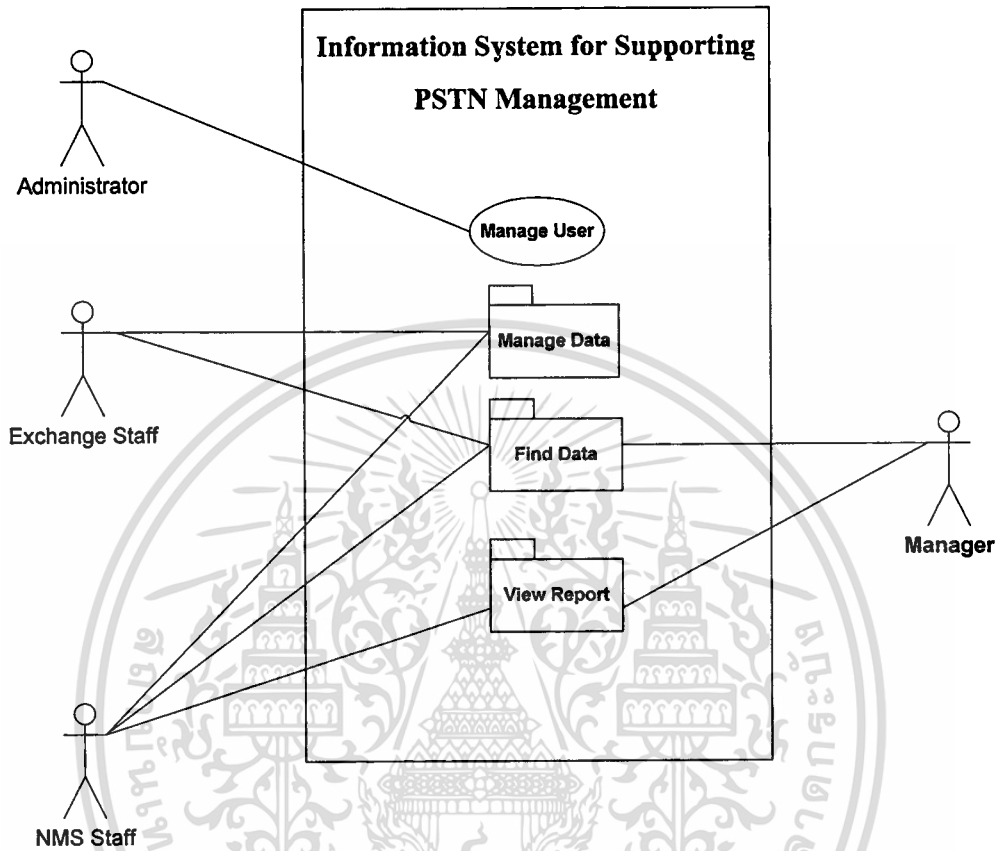 Information System for Supporting
PSTN Management
Administrator
Manage User
Manage Data
Exchange Staff
Find Data
Manager
View Report
NMS Staff